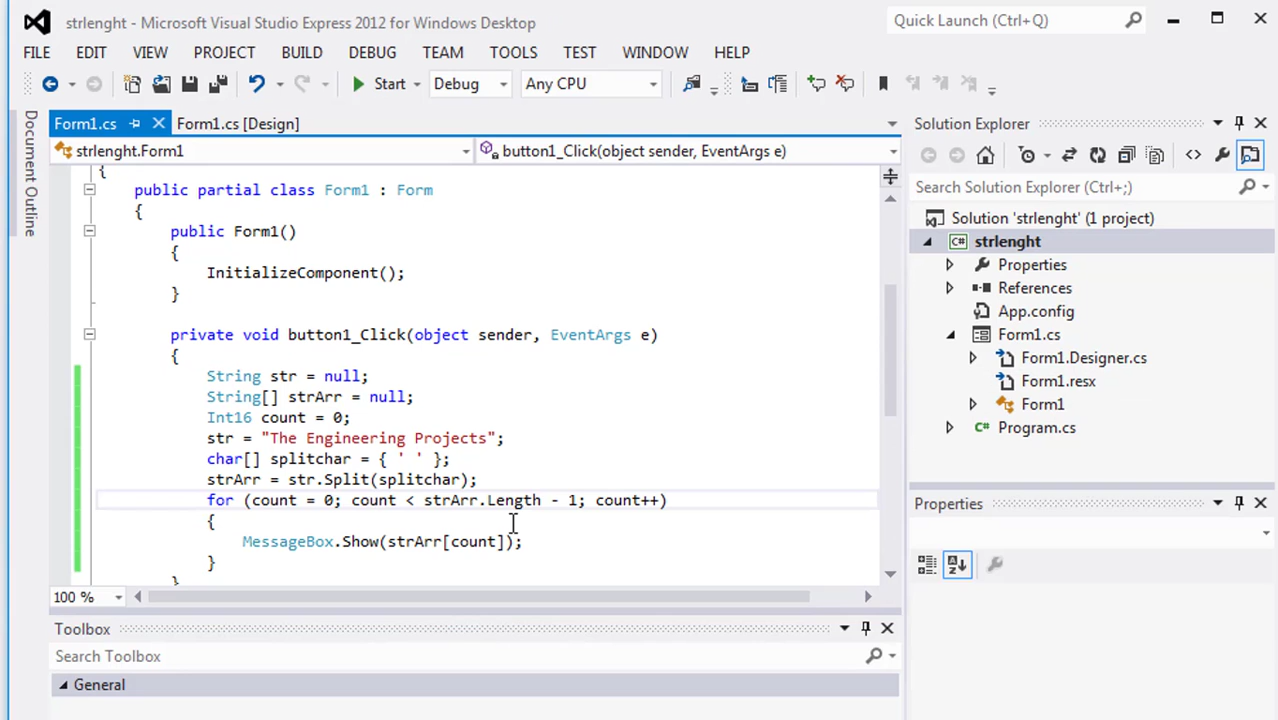 strlenght - Microsoft Visual Studio Express 2012 for Windows Desktop
Quick Launch (Ctrl+Q)
FILE EDIT VIEW PROJECT BUILD DEBUG TEAM TOOLS TEST WINDOW HELP
Start Debug Any CPU
Document Outline
Form1.cs Form1.cs [Design]
strlenght.Form1 button1_Click(object sender, EventArgs e)
{
public partial class Form1 : Form
{
public Form1()
{
InitializeComponent();
}
private void button1_Click(object sender, EventArgs e)
{
String str = null;
String[] strArr = null;
Int16 count = 0;
str = "The Engineering Projects";
char[] splitchar = { ' ' };
strArr = str.Split(splitchar);
for (count = 0; count < strArr.Length - 1; count++)
{
MessageBox.Show(strArr[count]);
}
}
100 %
Toolbox
Search Toolbox
General
Solution Explorer
Search Solution Explorer (Ctrl+;)
Solution 'strlenght' (1 project)
C# strlenght
Properties
References
App.config
Form1.cs
Form1.Designer.cs
Form1.resx
Form1
Program.cs
Properties